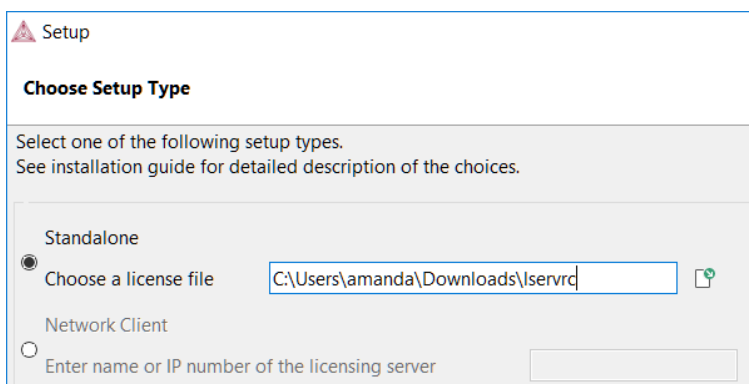 Setup
Choose Setup Type
Select one of the following setup types.
See installation guide for detailed description of the choices.
Standalone
Choose a license file C:\Users\amanda\Downloads\lservrc
Network Client
Enter name or IP number of the licensing server